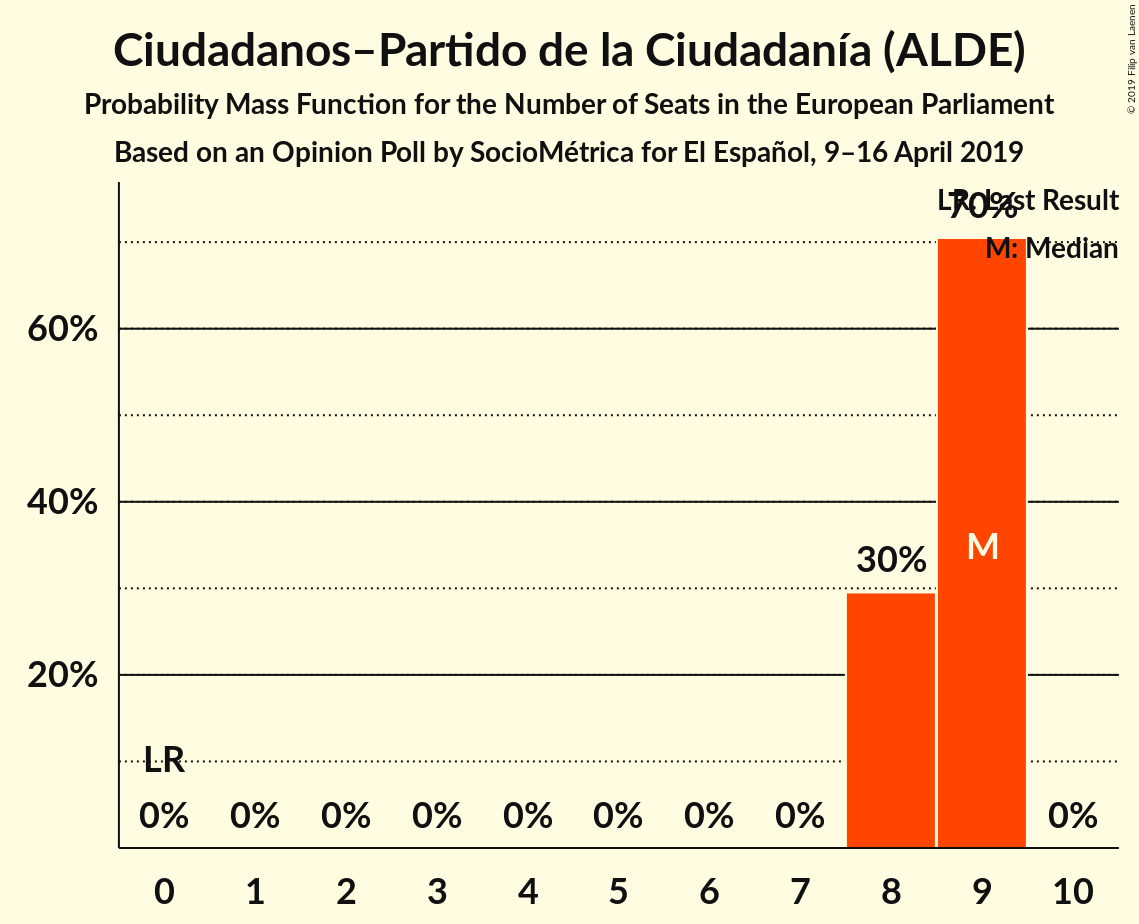 Ciudadanos–Partido de la Ciudadanía (ALDE)
Probability Mass Function for the Number of Seats in the European Parliament
Based on an Opinion Poll by SocioMétrica for El Español, 9–16 April 2019
© 2019 Filip van Laenen
LR: Last Result
70%
M: Median
60%
40%
30%
M
20%
LR
0% 0% 0% 0% 0% 0% 0% 0% 0%
0 1 2 3 4 5 6 7 8 9 10